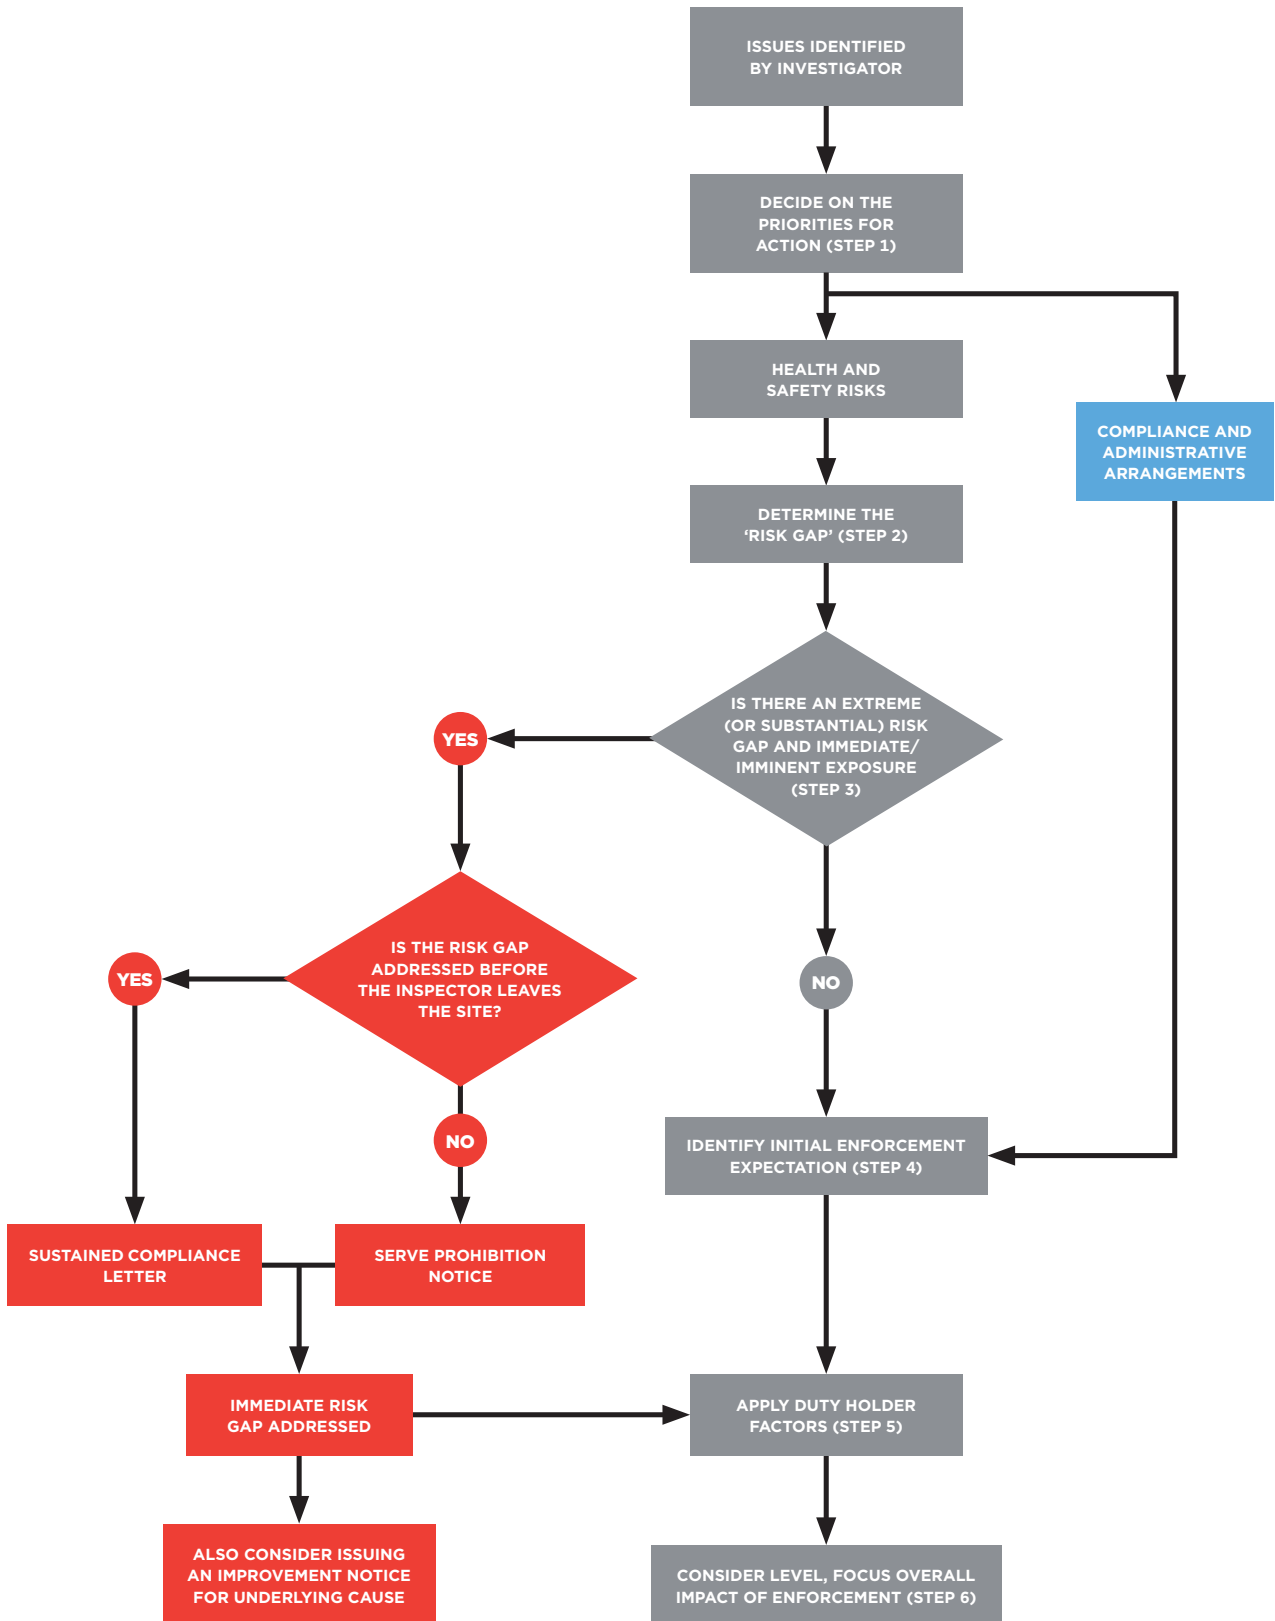 ISSUES IDENTIFIED
BY INVESTIGATOR
DECIDE ON THE
PRIORITIES FOR
ACTION (STEP 1)
HEALTH AND
SAFETY RISKS
COMPLIANCE AND
ADMINISTRATIVE
ARRANGEMENTS
DETERMINE THE
‘RISK GAP’ (STEP 2)
IS THERE AN EXTREME
(OR SUBSTANTIAL) RISK
GAP AND IMMEDIATE/
IMMINENT EXPOSURE
(STEP 3)
YES
IS THE RISK GAP
ADDRESSED BEFORE
THE INSPECTOR LEAVES
THE SITE?
YES
NO
NO
IDENTIFY INITIAL ENFORCEMENT
EXPECTATION (STEP 4)
SUSTAINED COMPLIANCE
LETTER
SERVE PROHIBITION
NOTICE
IMMEDIATE RISK
GAP ADDRESSED
APPLY DUTY HOLDER
FACTORS (STEP 5)
ALSO CONSIDER ISSUING
AN IMPROVEMENT NOTICE
FOR UNDERLYING CAUSE
CONSIDER LEVEL, FOCUS OVERALL
IMPACT OF ENFORCEMENT (STEP 6)